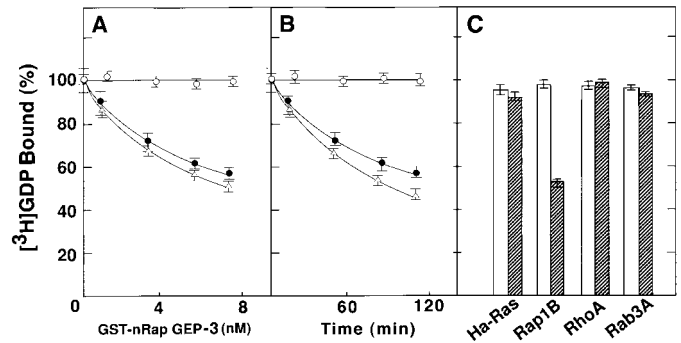 A
B
C
[3H]GDP Bound (%)
100
80
60
40
20
0
0
4
8
60
120
GST-nRap GEP-3 (nM)
Time (min)
Ha-Ras
Rap1B
RhoA
Rab3A